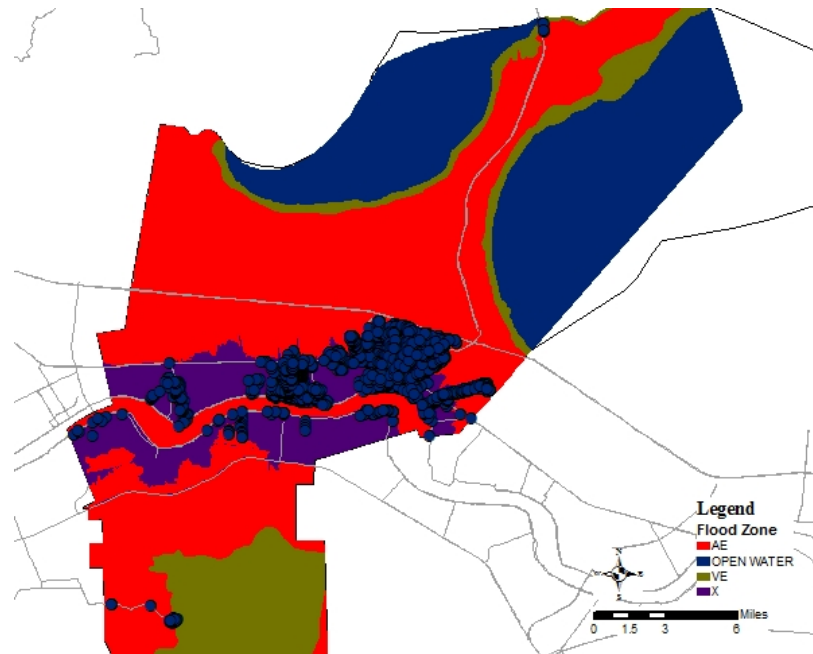 Legend
Flood Zone
AE
OPEN WATER
VE
X
N
W E
S
Miles
0 1.5 3 6